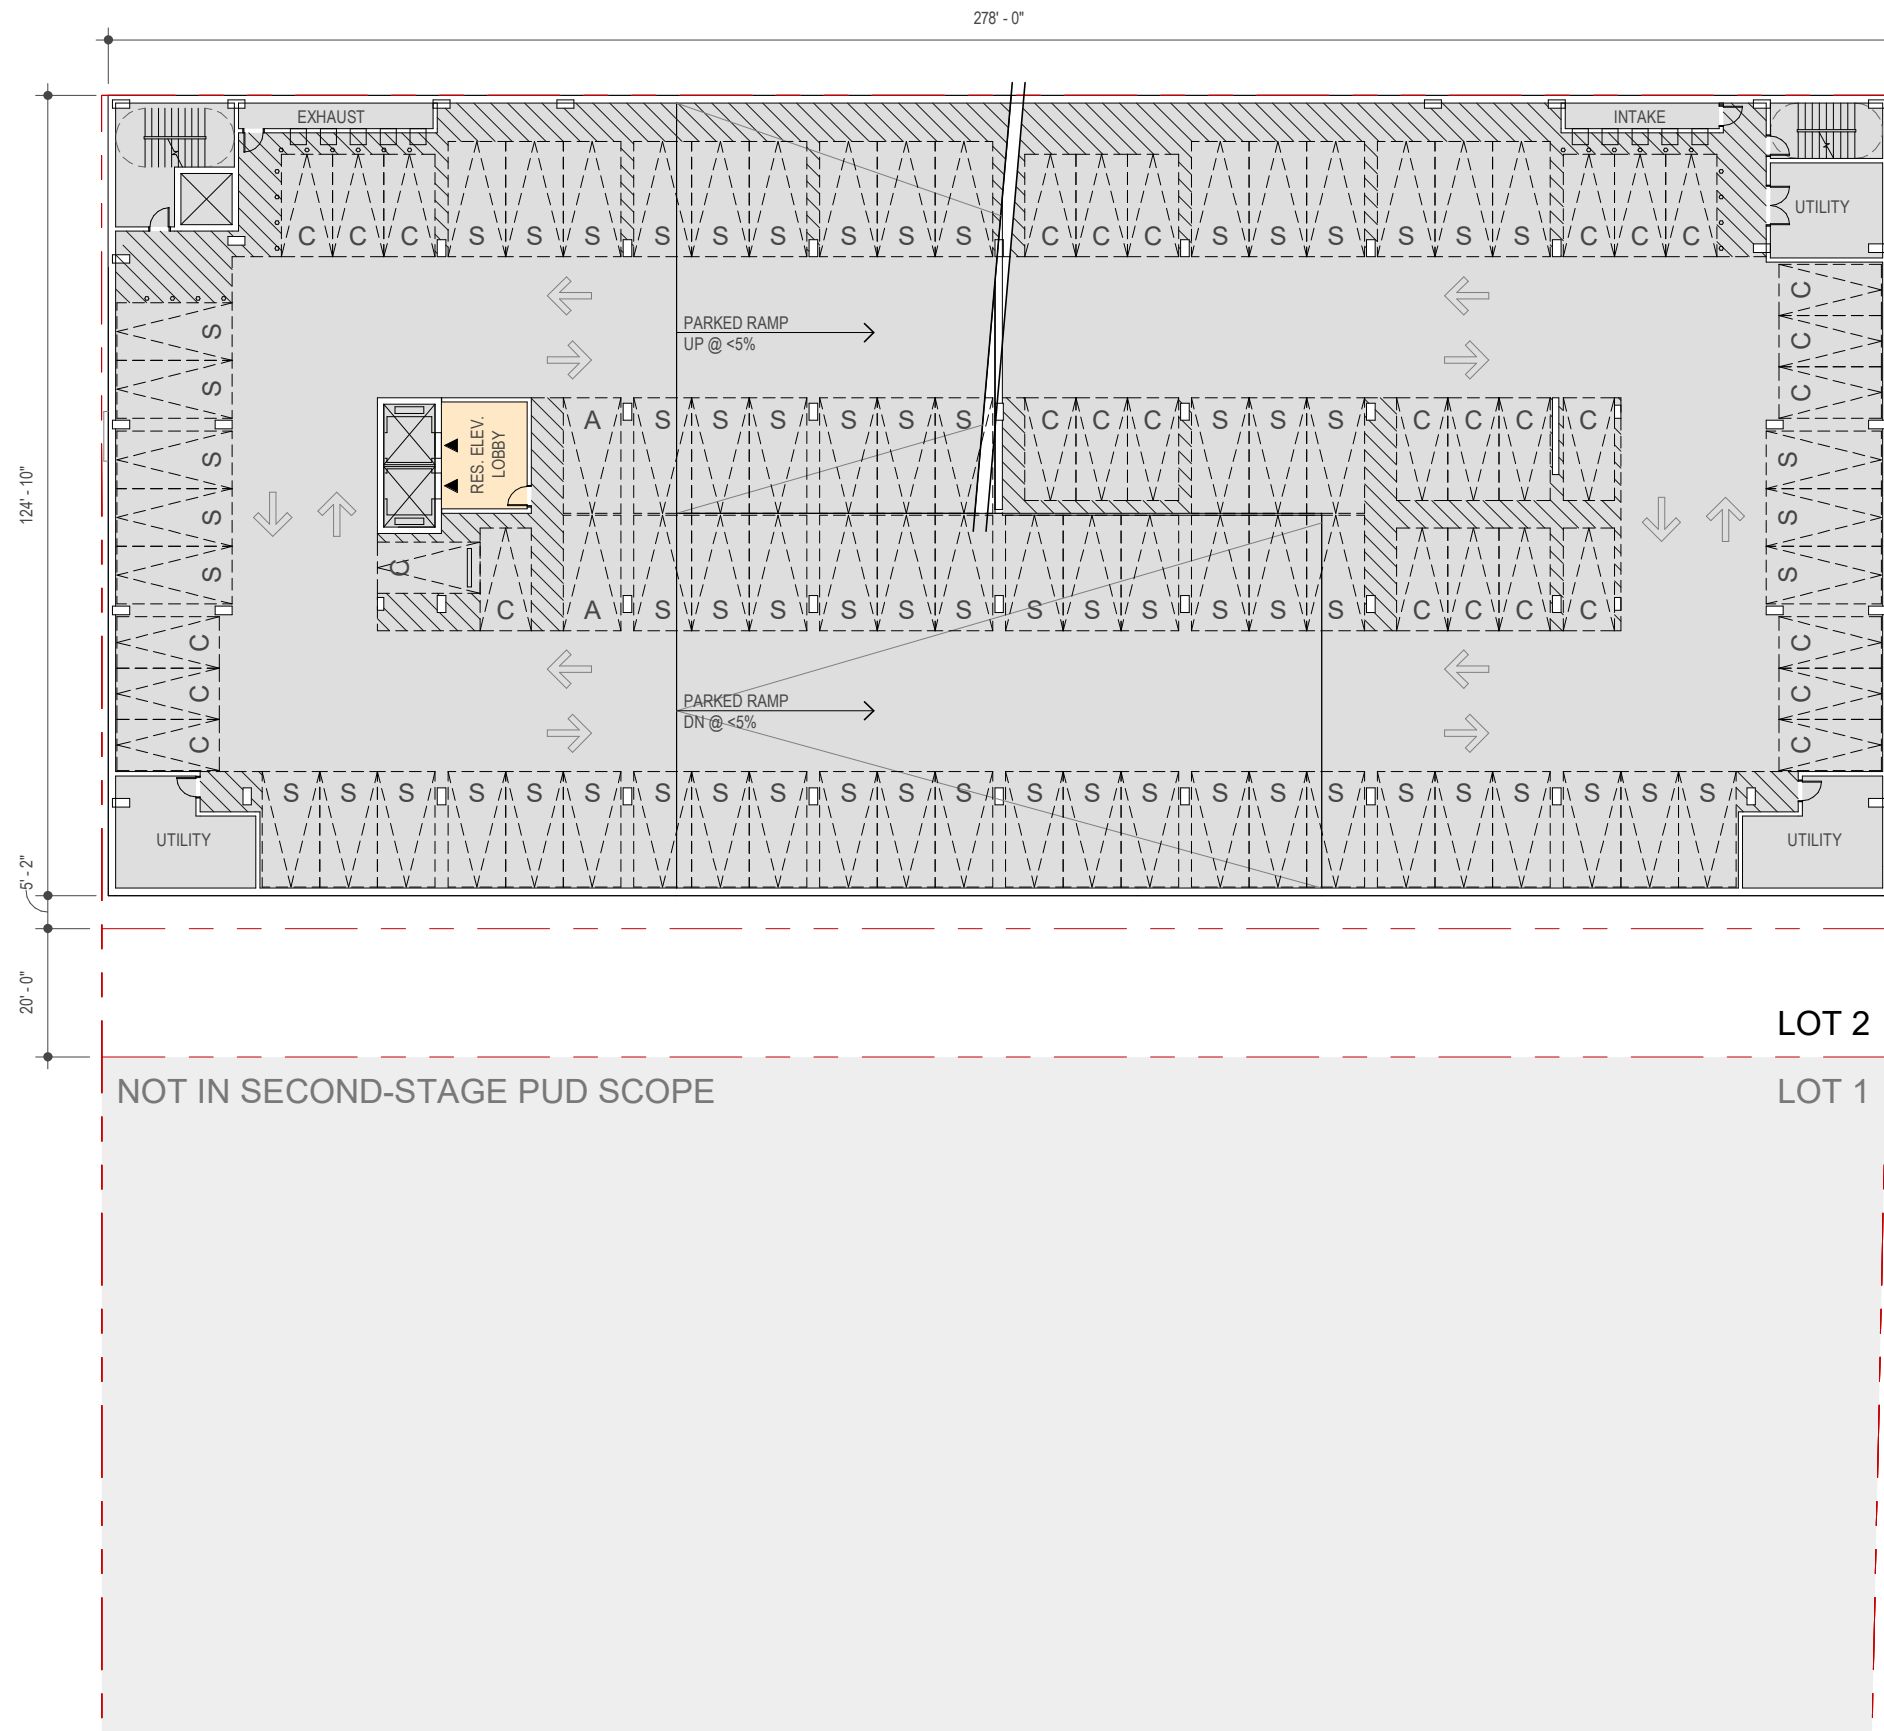 278' - 0"
EXHAUST
INTAKE
UTILITY
C C C S S S S S S S S S C C C S S S S S S C C C
PARKED RAMP
UP @ <5%
S
S
S
S
S
C
C
C
124' - 10"
RES. ELEV.
LOBBY
A S S S S S S C C C S S S C C C C
C
C A S S S S S S S S S S S S C C C C
C
C
C
S
S
S
C
C
C
PARKED RAMP
DN @ <5%
S S S S S S S S S S S S S S S S S S S S S S S S
UTILITY
UTILITY
5' - 2"
20' - 0"
LOT 2
NOT IN SECOND-STAGE PUD SCOPE
LOT 1